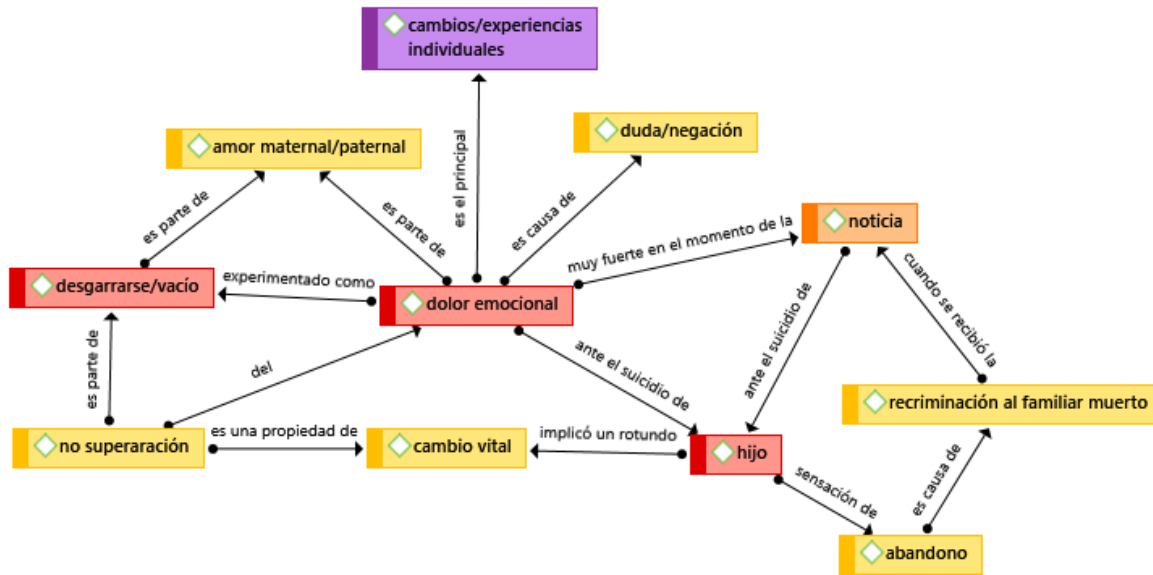 cambios/experiencias
individuales
duda/negación
amor maternal/paternal
es el principal
es causa de
noticia
es parte de
es parte de
muy fuerte en el momento de la
desgarrarse/vacío
experimentado como
dolor emocional
cuando se recibió la
ante el suicidio de
ante el suicidio de
es parte de
del
recriminación al familiar muerto
no superaración
es una propiedad de
cambio vital
implicó un rotundo
hijo
sensación de
es causa de
abandono